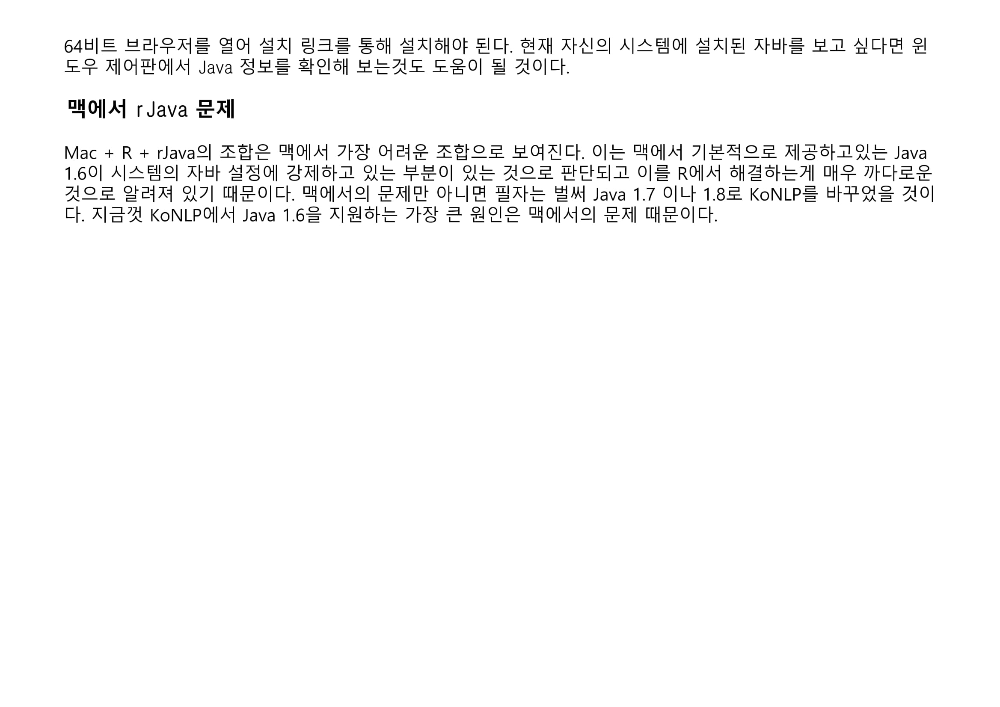 64비트 브라우저를 열어 설치 링크를 통해 설치해야 된다. 현재 자신의 시스템에 설치된 자바를 보고 싶다면 윈
도우 제어판에서 Java 정보를 확인해 보는것도 도움이 될 것이다.
맥에서 rJava 문제
Mac + R + rJava의 조합은 맥에서 가장 어려운 조합으로 보여진다. 이는 맥에서 기본적으로 제공하고있는 Java
1.6이 시스템의 자바 설정에 강제하고 있는 부분이 있는 것으로 판단되고 이를 R에서 해결하는게 매우 까다로운
것으로 알려져 있기 때문이다. 맥에서의 문제만 아니면 필자는 벌써 Java 1.7 이나 1.8로 KoNLP를 바꾸었을 것이
다. 지금껏 KoNLP에서 Java 1.6을 지원하는 가장 큰 원인은 맥에서의 문제 때문이다.